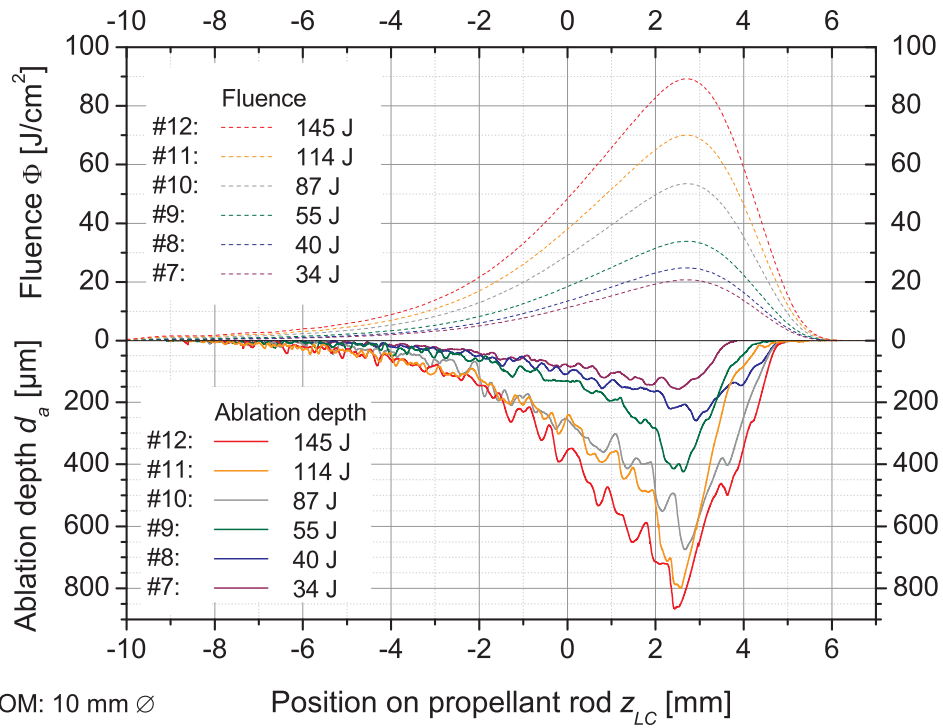 -10 -8 -6 -4 -2 0 2 4 6
100 100
80 80
60 60
40 40
20 20
0 0
200 200
400 400
600 600
800 800
Fluence Φ [J/cm²]
Fluence
#12: 145 J
#11: 114 J
#10: 87 J
#9: 55 J
#8: 40 J
#7: 34 J
Ablation depth dₐ [µm]
Ablation depth
#12: 145 J
#11: 114 J
#10: 87 J
#9: 55 J
#8: 40 J
#7: 34 J
-10 -8 -6 -4 -2 0 2 4 6
OM: 10 mm ∅
Position on propellant rod z_LC [mm]